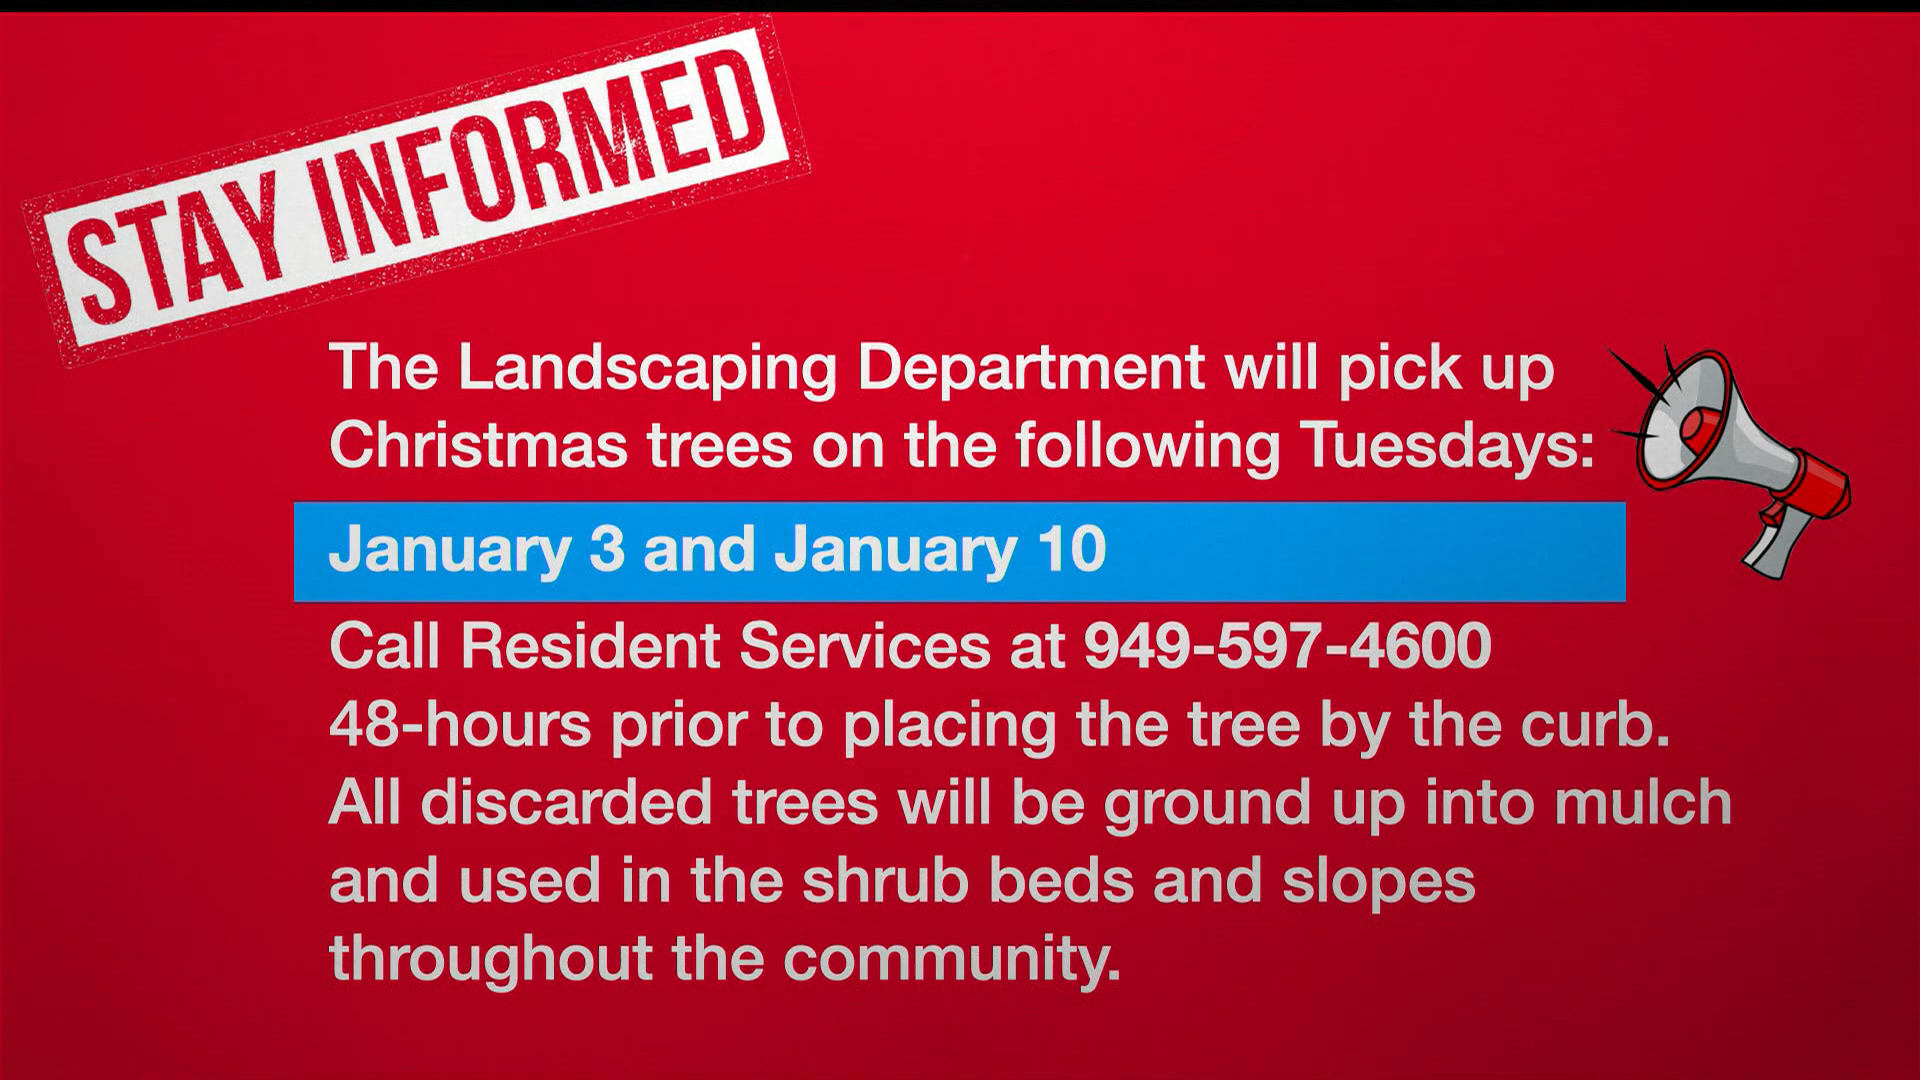 STAY INFORMED
The Landscaping Department will pick up
Christmas trees on the following Tuesdays:
January 3 and January 10
Call Resident Services at 949-597-4600
48-hours prior to placing the tree by the curb.
All discarded trees will be ground up into mulch
and used in the shrub beds and slopes
throughout the community.